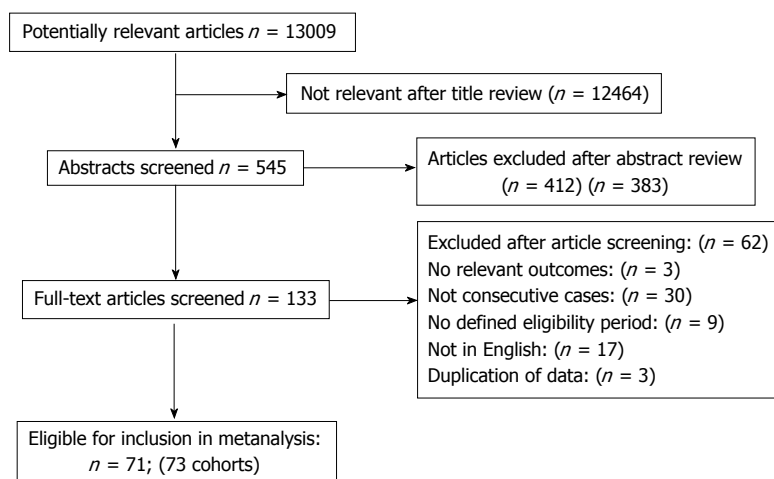 Potentially relevant articles n = 13009
Not relevant after title review (n = 12464)
Abstracts screened n = 545
Articles excluded after abstract review
(n = 412) (n = 383)
Full-text articles screened n = 133
Excluded after article screening: (n = 62)
No relevant outcomes: (n = 3)
Not consecutive cases: (n = 30)
No defined eligibility period: (n = 9)
Not in English: (n = 17)
Duplication of data: (n = 3)
Eligible for inclusion in metanalysis:
n = 71; (73 cohorts)